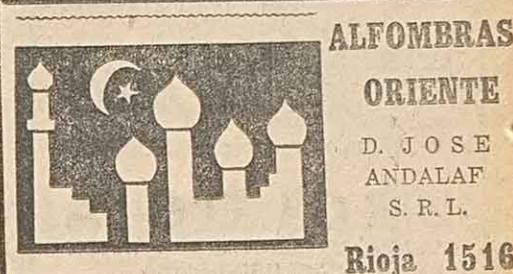 ALFOMBRAS
ORIENTE
D. JOSE
ANDALAF
S. R. L.
Rioja 1516